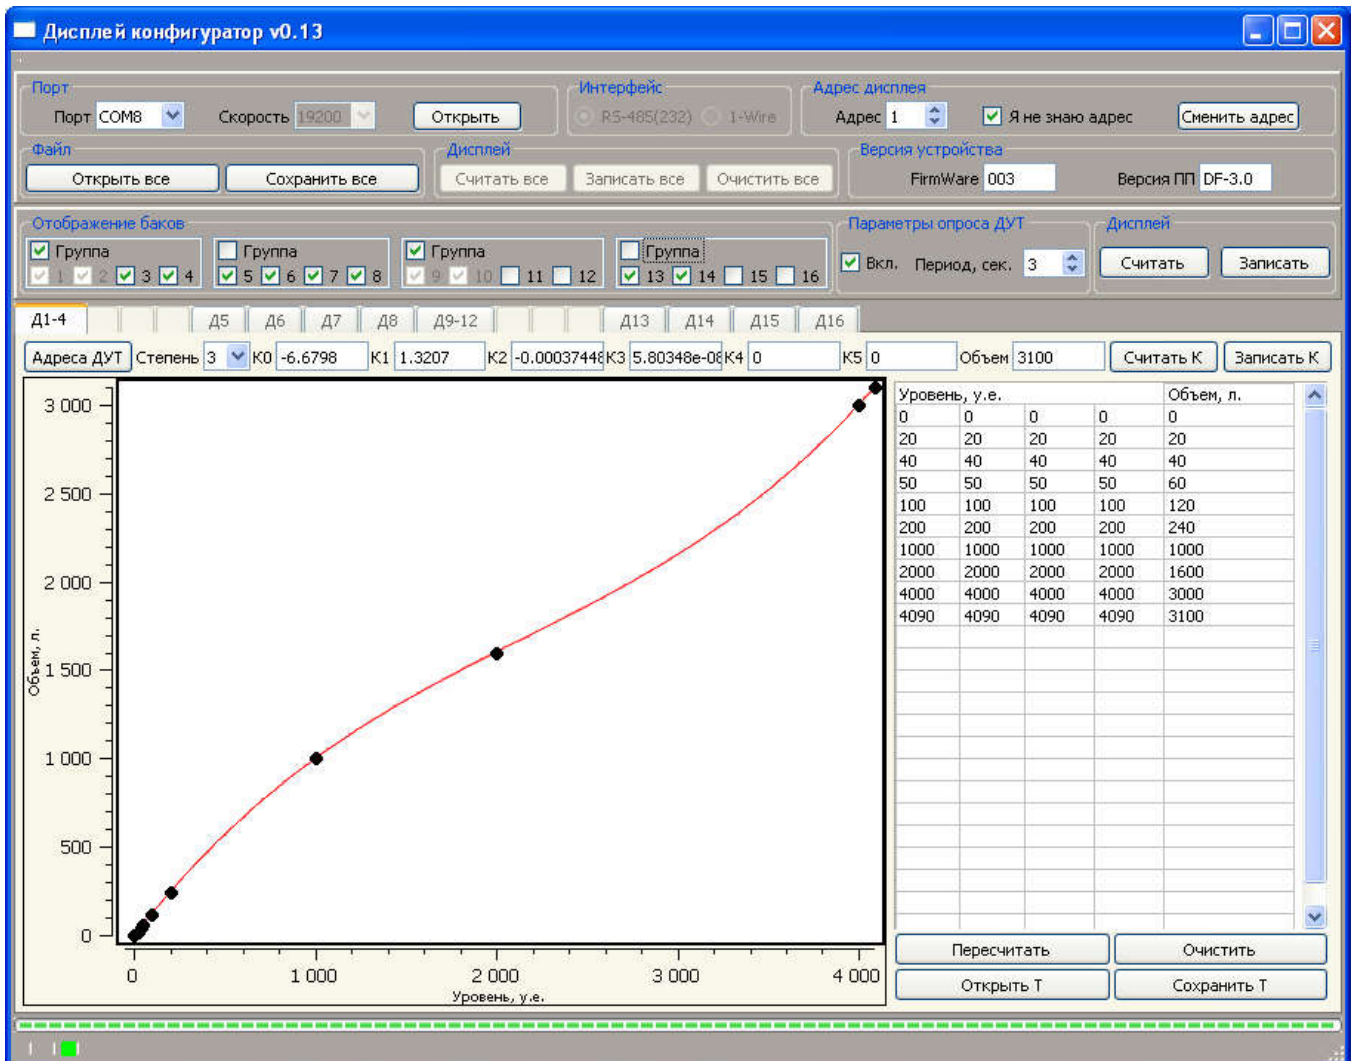 Дисплей конфигуратор v0.13
Порт Интерфейс Адрес дисплея
Порт COM8 Скорость 19200 Открыть RS-485(232) 1-Wire Адрес 1 Я не знаю адрес Сменить адрес
Файл Дисплей Версия устройства
Открыть все Сохранить все Считать все Записать все Очистить все FirmWare 003 Версия ПП DF-3.0
Отображение баков Параметры опроса ДУТ Дисплей
Группа Группа Группа Группа
1 2 3 4 5 6 7 8 9 10 11 12 13 14 15 16 Вкл. Период, сек. 3 Считать Записать
Д1-4 Д5 Д6 Д7 Д8 Д9-12 Д13 Д14 Д15 Д16
Адреса ДУТ Степень 3 K0 -6.6798 K1 1.3207 K2 -0.00037448 K3 5.80348e-08 K4 0 K5 0 Объем 3100 Считать К Записать К
Уровень, у.е. Объем, л.
0 0 0 0 0
20 20 20 20 20
40 40 40 40 40
50 50 50 50 60
100 100 100 100 120
200 200 200 200 240
1000 1000 1000 1000 1000
2000 2000 2000 2000 1600
4000 4000 4000 4000 3000
4090 4090 4090 4090 3100
3 000
2 500
2 000
1 500
1 000
500
0
Объем, л.
0 1 000 2 000 3 000 4 000
Уровень, у.е.
Пересчитать Очистить
Открыть Т Сохранить Т